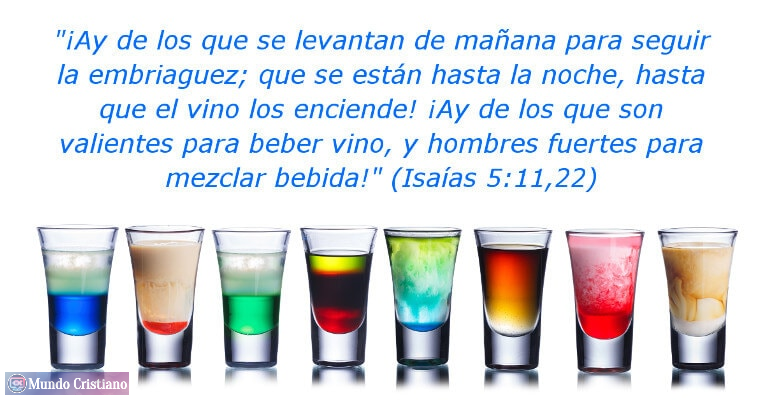 "¡Ay de los que se levantan de mañana para seguir
la embriaguez; que se están hasta la noche, hasta
que el vino los enciende! ¡Ay de los que son
valientes para beber vino, y hombres fuertes para
mezclar bebida!" (Isaías 5:11,22)
Mundo Cristiano